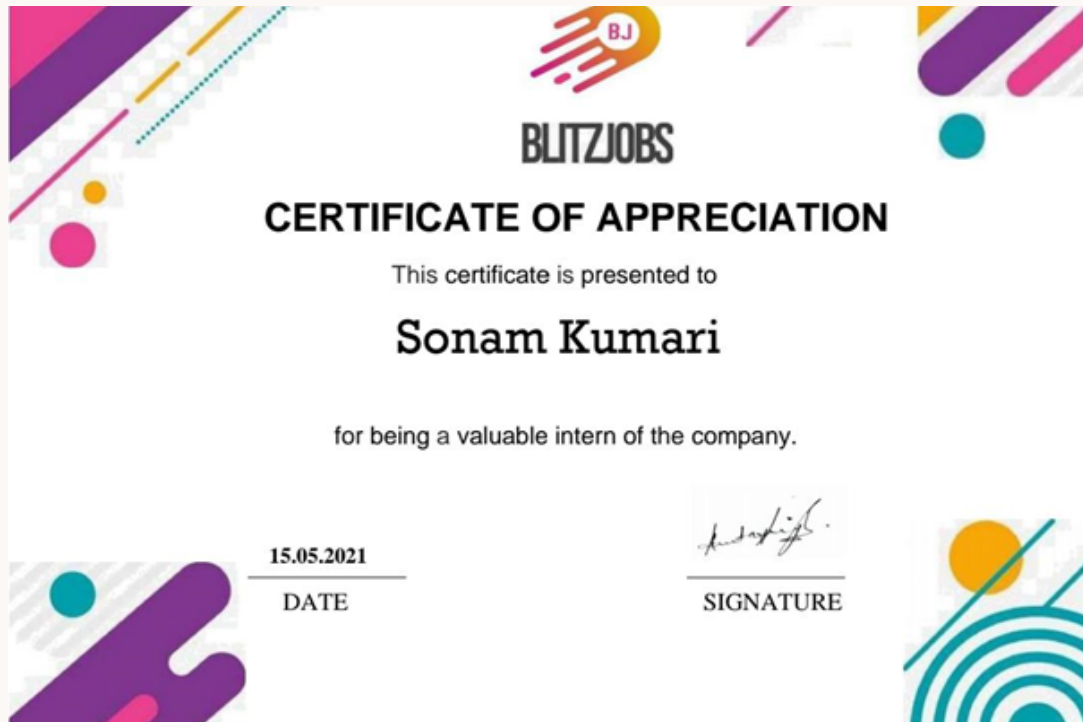 BJ
BLITZJOBS
CERTIFICATE OF APPRECIATION
This certificate is presented to
Sonam Kumari
for being a valuable intern of the company.
15.05.2021
DATE
SIGNATURE